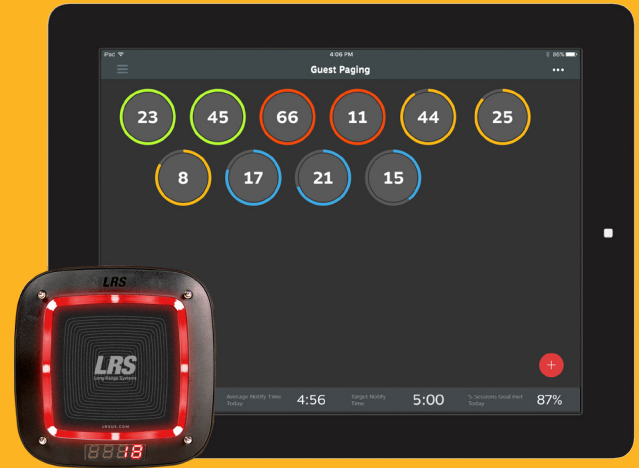 iPad
4:06 PM
86%
Guest Paging
23 45 66 11 44 25
8 17 21 15
Average Notify Time Today
4:56
Target Notify Time
5:00
% Sessions Goal Met Today
87%
LRS
LRS
Long Range Systems
LRSUS.COM
18